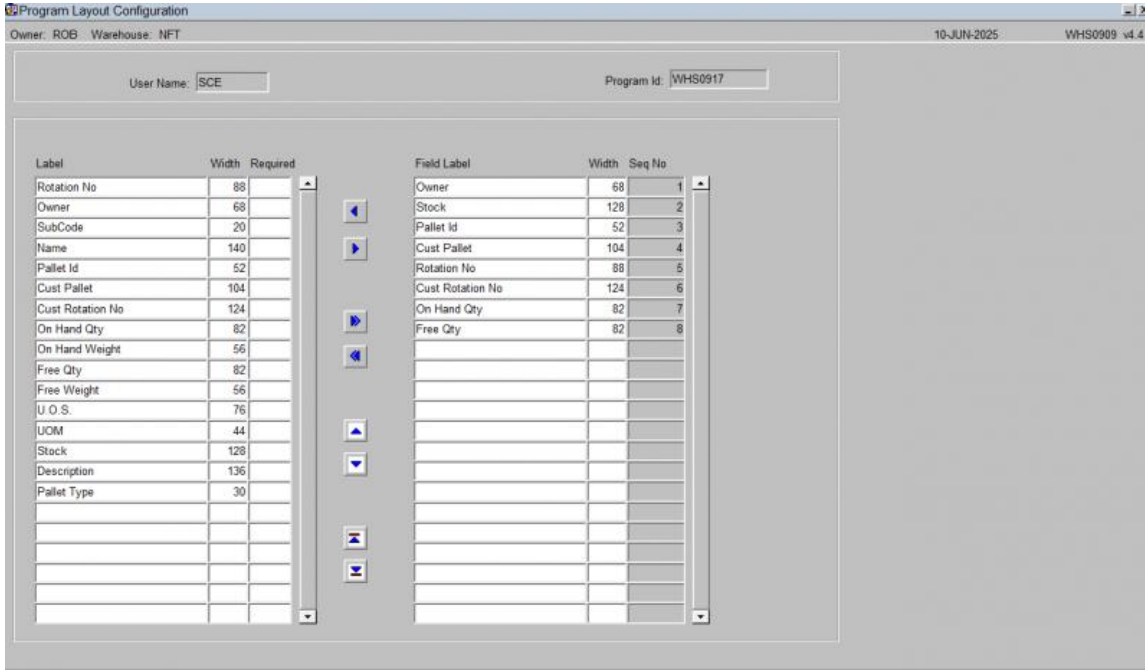 Program Layout Configuration
Owner: ROB Warehouse: NFT 10-JUN-2025 WHS0909 v4.4
User Name: SCE Program Id: WHS0917
Label Width Required Field Label Width Seq No
Rotation No 88 Owner 68 1
Owner 68 Stock 128 2
SubCode 20 Pallet Id 52 3
Name 140 Cust Pallet 104 4
Pallet Id 52 Rotation No 88 5
Cust Pallet 104 Cust Rotation No 124 6
Cust Rotation No 124 On Hand Qty 82 7
On Hand Qty 82 Free Qty 82 8
On Hand Weight 56
Free Qty 82
Free Weight 56
U.O.S. 76
UOM 44
Stock 128
Description 136
Pallet Type 30